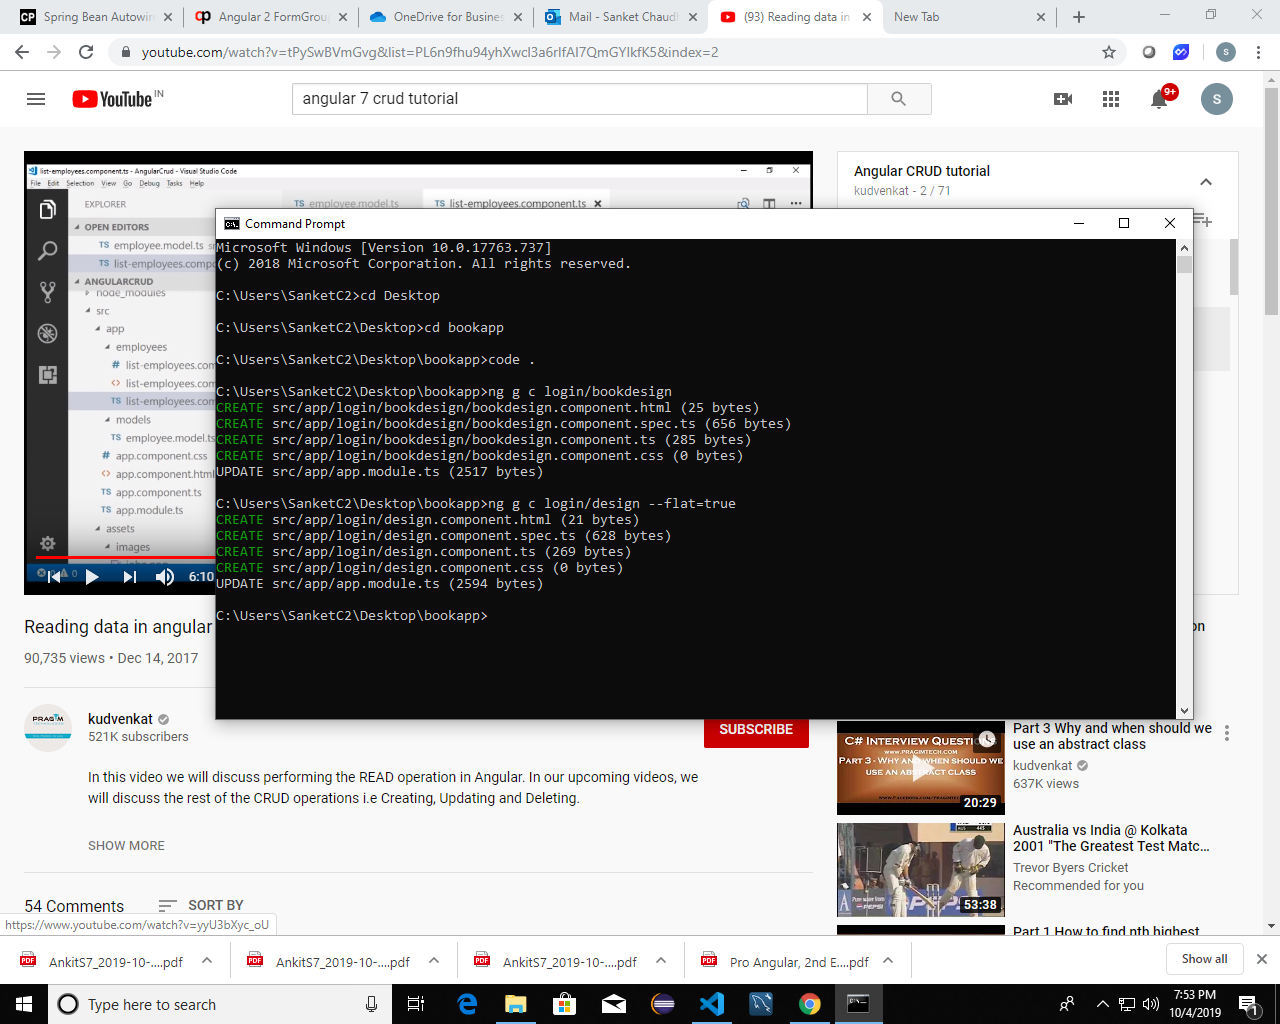 Spring Bean Autowir
Angular 2 FormGrou
OneDrive for Busines
Mail - Sanket Chaudh
(93) Reading data in
New Tab
youtube.com/watch?v=tPySwBVmGvg&list=PL6n9fhu94yhXwcl3a6rIfAI7QmGYIkfK5&index=2
YouTube IN
angular 7 crud tutorial
9+
S
list-employees.component.ts - AngularCrud - Visual Studio Code
File Edit Selection View Go Debug Tasks Help
EXPLORER
TS employee.model.ts
TS list-employees.component.ts
OPEN EDITORS
TS employee.model.ts
TS list-employees.compo
ANGULARCRUD
node_modules
src
app
employees
# list-employees.com
<> list-employees.com
TS list-employees.com
models
TS employee.model.ts
# app.component.css
<> app.component.html
TS app.component.ts
TS app.module.ts
assets
images
6:10
Angular CRUD tutorial
kudvenkat - 2 / 71
Command Prompt
Microsoft Windows [Version 10.0.17763.737]
(c) 2018 Microsoft Corporation. All rights reserved.
C:\Users\SanketC2>cd Desktop
C:\Users\SanketC2\Desktop>cd bookapp
C:\Users\SanketC2\Desktop\bookapp>code .
C:\Users\SanketC2\Desktop\bookapp>ng g c login/bookdesign
CREATE src/app/login/bookdesign/bookdesign.component.html (25 bytes)
CREATE src/app/login/bookdesign/bookdesign.component.spec.ts (656 bytes)
CREATE src/app/login/bookdesign/bookdesign.component.ts (285 bytes)
CREATE src/app/login/bookdesign/bookdesign.component.css (0 bytes)
UPDATE src/app/app.module.ts (2517 bytes)
C:\Users\SanketC2\Desktop\bookapp>ng g c login/design --flat=true
CREATE src/app/login/design.component.html (21 bytes)
CREATE src/app/login/design.component.spec.ts (628 bytes)
CREATE src/app/login/design.component.ts (269 bytes)
CREATE src/app/login/design.component.css (0 bytes)
UPDATE src/app/app.module.ts (2594 bytes)
C:\Users\SanketC2\Desktop\bookapp>
Reading data in angular
90,735 views • Dec 14, 2017
PRAGIM
kudvenkat
521K subscribers
SUBSCRIBE
In this video we will discuss performing the READ operation in Angular. In our upcoming videos, we
will discuss the rest of the CRUD operations i.e Creating, Updating and Deleting.
SHOW MORE
54 Comments
SORT BY
on
C# INTERVIEW QUESTIONS
WWW.PRAGIMTECH.COM
PART 3 - WHY AND WHEN SHOULD WE
USE AN ABSTRACT CLASS
20:29
Part 3 Why and when should we
use an abstract class
kudvenkat
637K views
PEPSI
53:38
Australia vs India @ Kolkata
2001 "The Greatest Test Matc...
Trevor Byers Cricket
Recommended for you
Part 1 How to find nth highest
https://www.youtube.com/watch?v=yyU3bXyc_oU
AnkitS7_2019-10-....pdf
AnkitS7_2019-10-....pdf
AnkitS7_2019-10-....pdf
Pro Angular, 2nd E....pdf
Show all
Type here to search
7:53 PM
10/4/2019
1